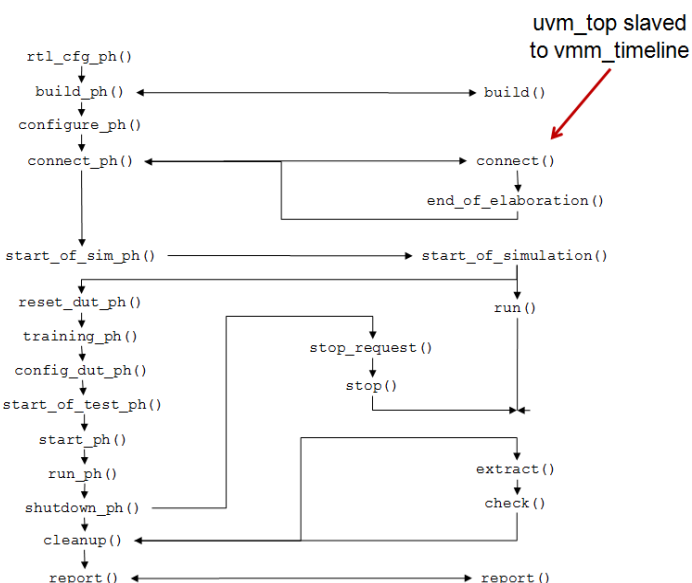 uvm_top slaved
to vmm_timeline
rtl_cfg_ph()
build_ph()
build()
configure_ph()
connect_ph()
connect()
end_of_elaboration()
start_of_sim_ph()
start_of_simulation()
reset_dut_ph()
run()
training_ph()
stop_request()
config_dut_ph()
stop()
start_of_test_ph()
start_ph()
run_ph()
extract()
shutdown_ph()
check()
cleanup()
report()
report()